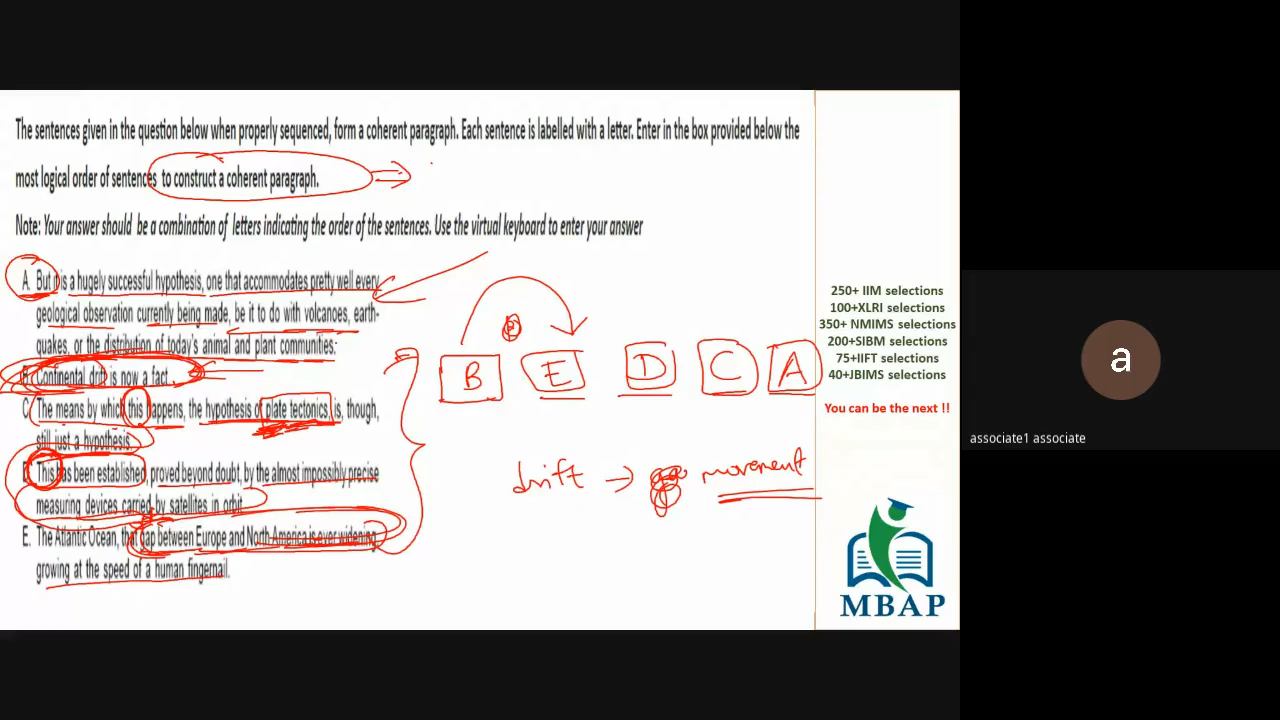 The sentences given in the question below when properly sequenced, form a coherent paragraph. Each sentence is labelled with a letter. Enter in the box provided below the
most logical order of sentences to construct a coherent paragraph.
Note: Your answer should be a combination of letters indicating the order of the sentences. Use the virtual keyboard to enter your answer
A. But it is a hugely successful hypothesis, one that accommodates pretty well every
geological observation currently being made, be it to do with volcanoes, earth-
quakes, or the distribution of today's animal and plant communities:
B. Continental drift is now a fact.
C. The means by which this happens, the hypothesis of plate tectonics, is, though,
still just a hypothesis.
D. This has been established, proved beyond doubt, by the almost impossibly precise
measuring devices carried by satellites in orbit.
E. The Atlantic Ocean, that gap between Europe and North America is ever widening
growing at the speed of a human fingernail.
B E D C A
drift → movement
250+ IIM selections
100+XLRI selections
350+ NMIMS selections
200+SIBM selections
75+IIFT selections
40+JBIMS selections
You can be the next !!
MBAP
a
associate1 associate